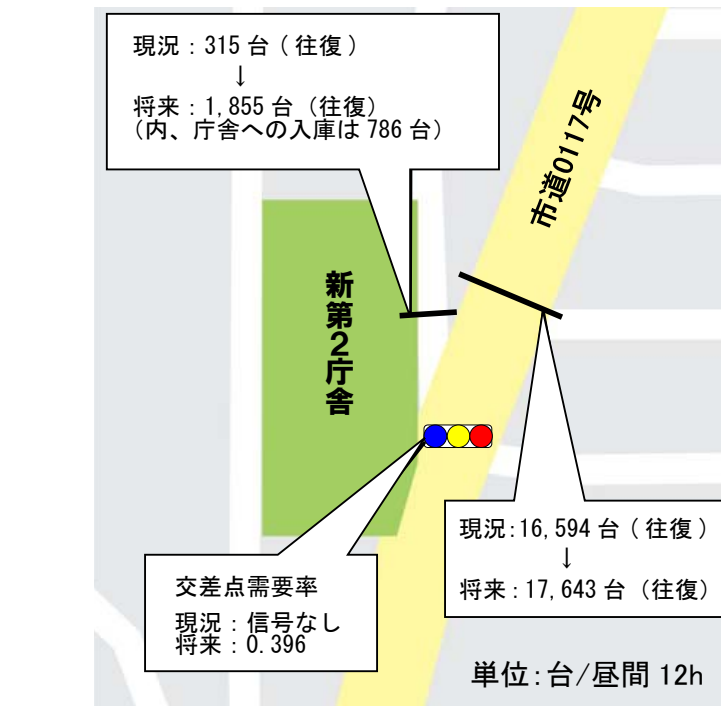 現況：315 台（往復）
↓
将来：1,855 台（往復）
（内、庁舎への入庫は 786 台）
市道0117号
新第２庁舎
現況：16,594 台（往復）
↓
将来：17,643 台（往復）
交差点需要率
現況：信号なし
将来：0.396
単位：台/昼間 12h